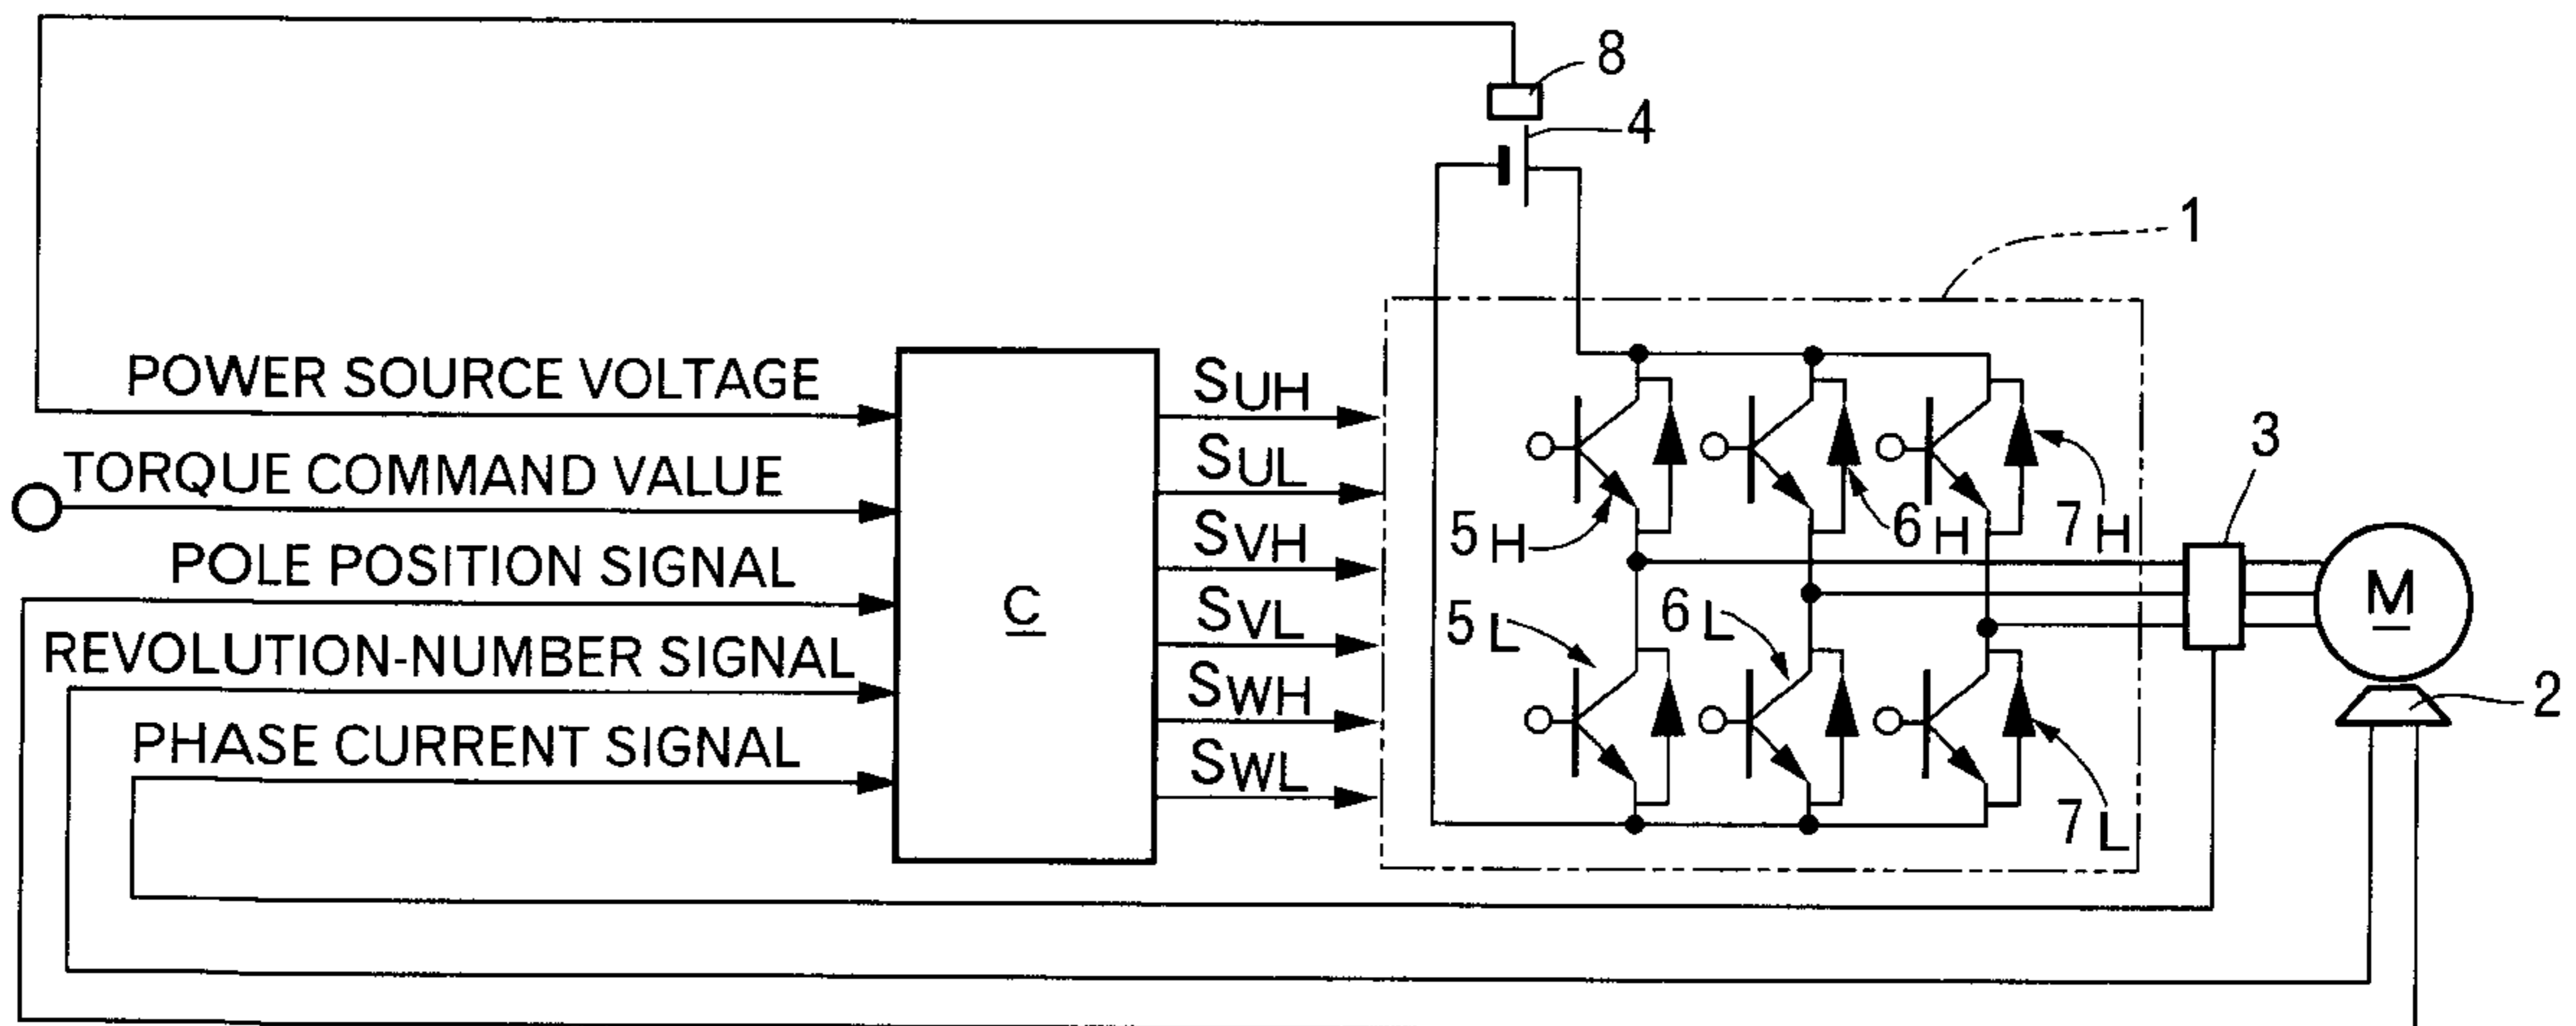 8
4
1
POWER SOURCE VOLTAGE
TORQUE COMMAND VALUE
POLE POSITION SIGNAL
REVOLUTION-NUMBER SIGNAL
PHASE CURRENT SIGNAL
C
SUH
SUL
SVH
SVL
SWH
SWL
5H
6H
7H
5L
6L
7L
3
M
2